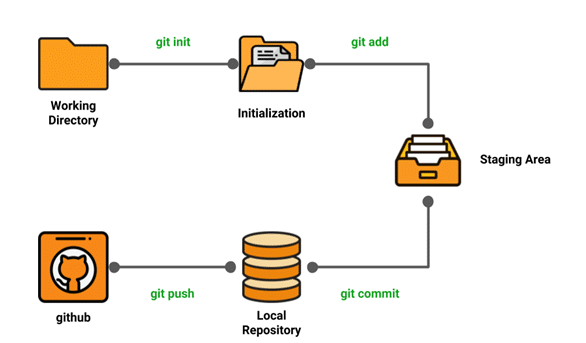 git init
git add
Working
Directory
Initialization
Staging Area
git push
git commit
github
Local
Repository